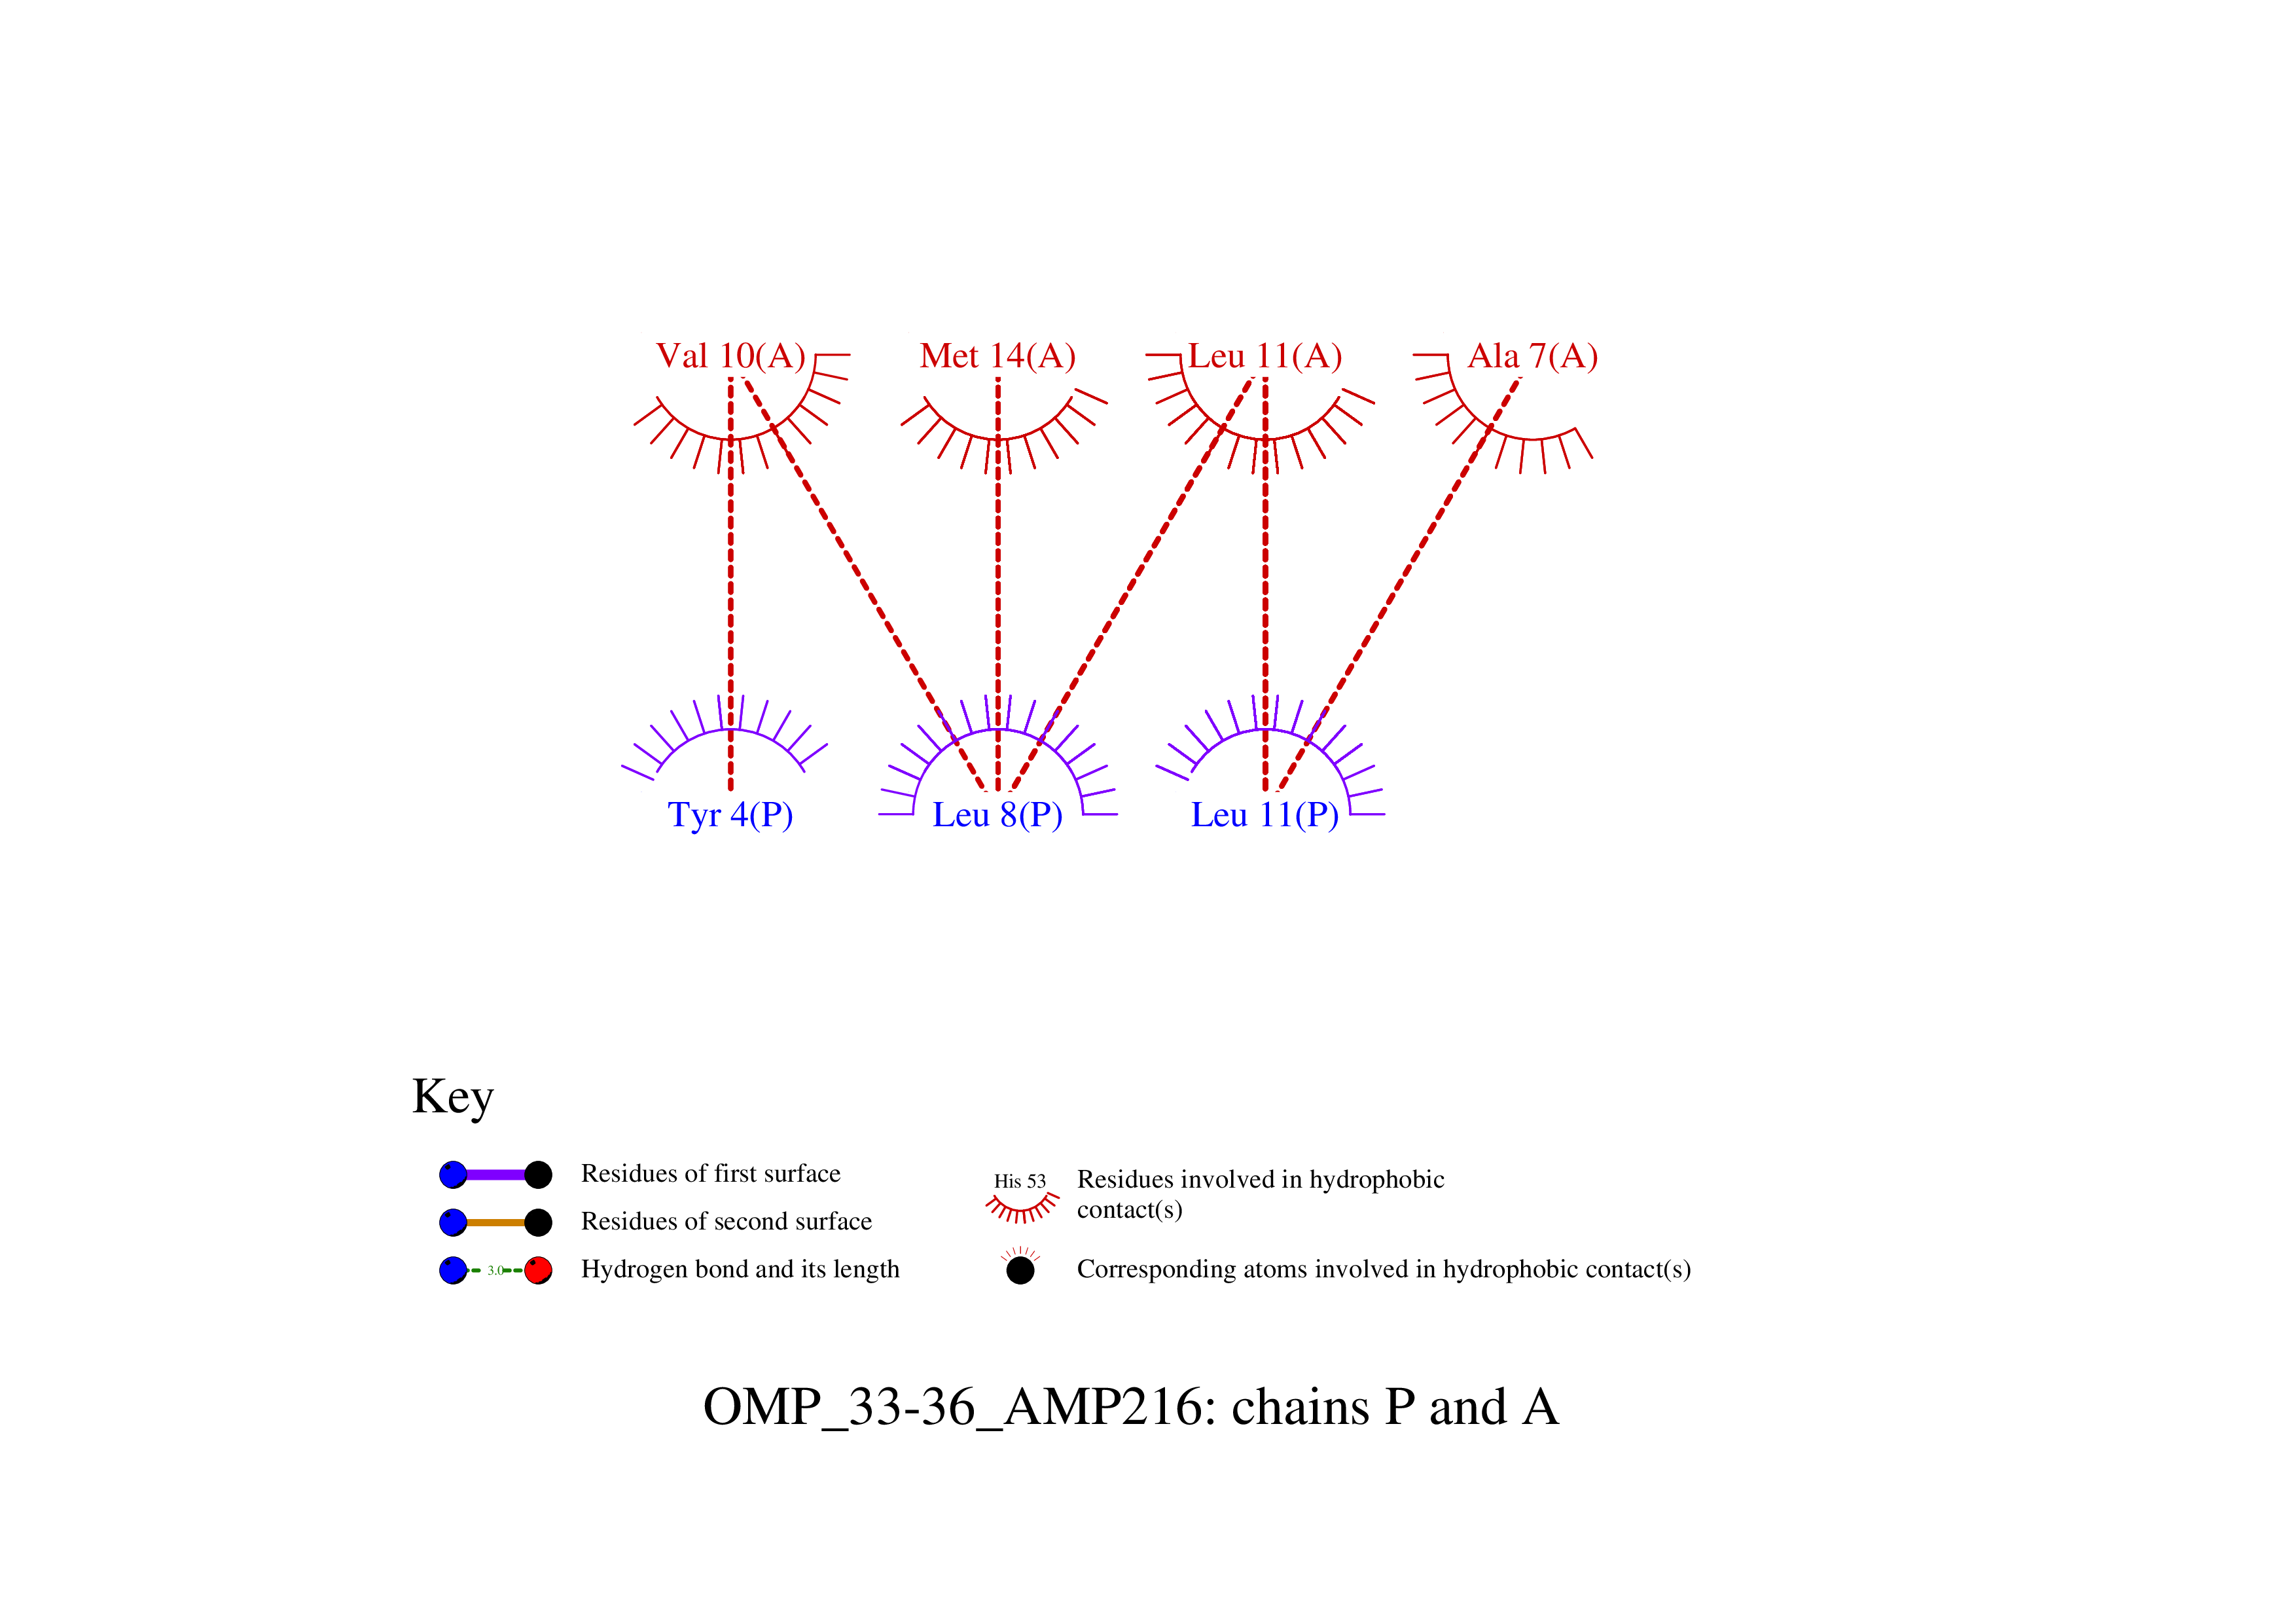 Val 10(A) Met 14(A) Leu 11(A) Ala 7(A)
Tyr 4(P) Leu 8(P) Leu 11(P)
Key
Residues of first surface
Residues of second surface
3.0 Hydrogen bond and its length
His 53 Residues involved in hydrophobic
contact(s)
Corresponding atoms involved in hydrophobic contact(s)
OMP_33-36_AMP216: chains P and A